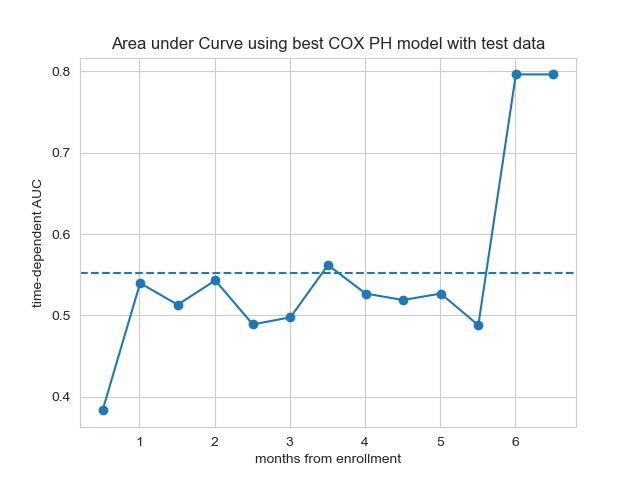 Area under Curve using best COX PH model with test data
time-dependent AUC
0.8
0.7
0.6
0.5
0.4
1 2 3 4 5 6
months from enrollment